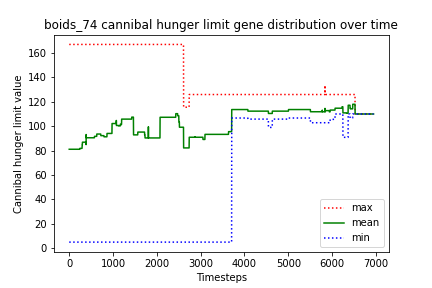 boids_74 cannibal hunger limit gene distribution over time
Cannibal hunger limit value
160
140
120
100
80
60
40
20
0
0 1000 2000 3000 4000 5000 6000 7000
Timesteps
max
mean
min